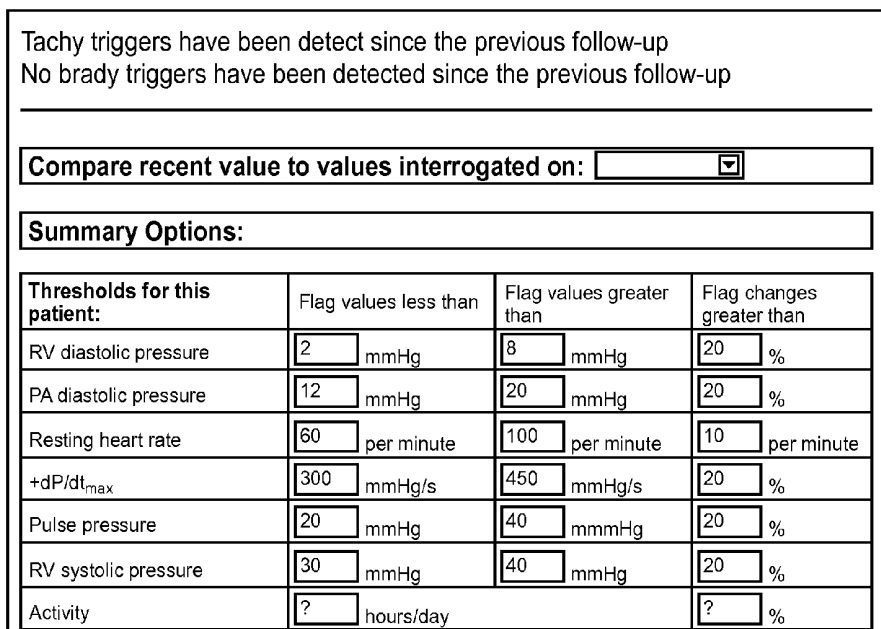 Tachy triggers have been detect since the previous follow-up
No brady triggers have been detected since the previous follow-up
Compare recent value to values interrogated on:
Summary Options:
Thresholds for this patient: Flag values less than Flag values greater than Flag changes greater than
RV diastolic pressure 2 mmHg 8 mmHg 20 %
PA diastolic pressure 12 mmHg 20 mmHg 20 %
Resting heart rate 60 per minute 100 per minute 10 per minute
+dP/dtmax 300 mmHg/s 450 mmHg/s 20 %
Pulse pressure 20 mmHg 40 mmmHg 20 %
RV systolic pressure 30 mmHg 40 mmHg 20 %
Activity ? hours/day ? %